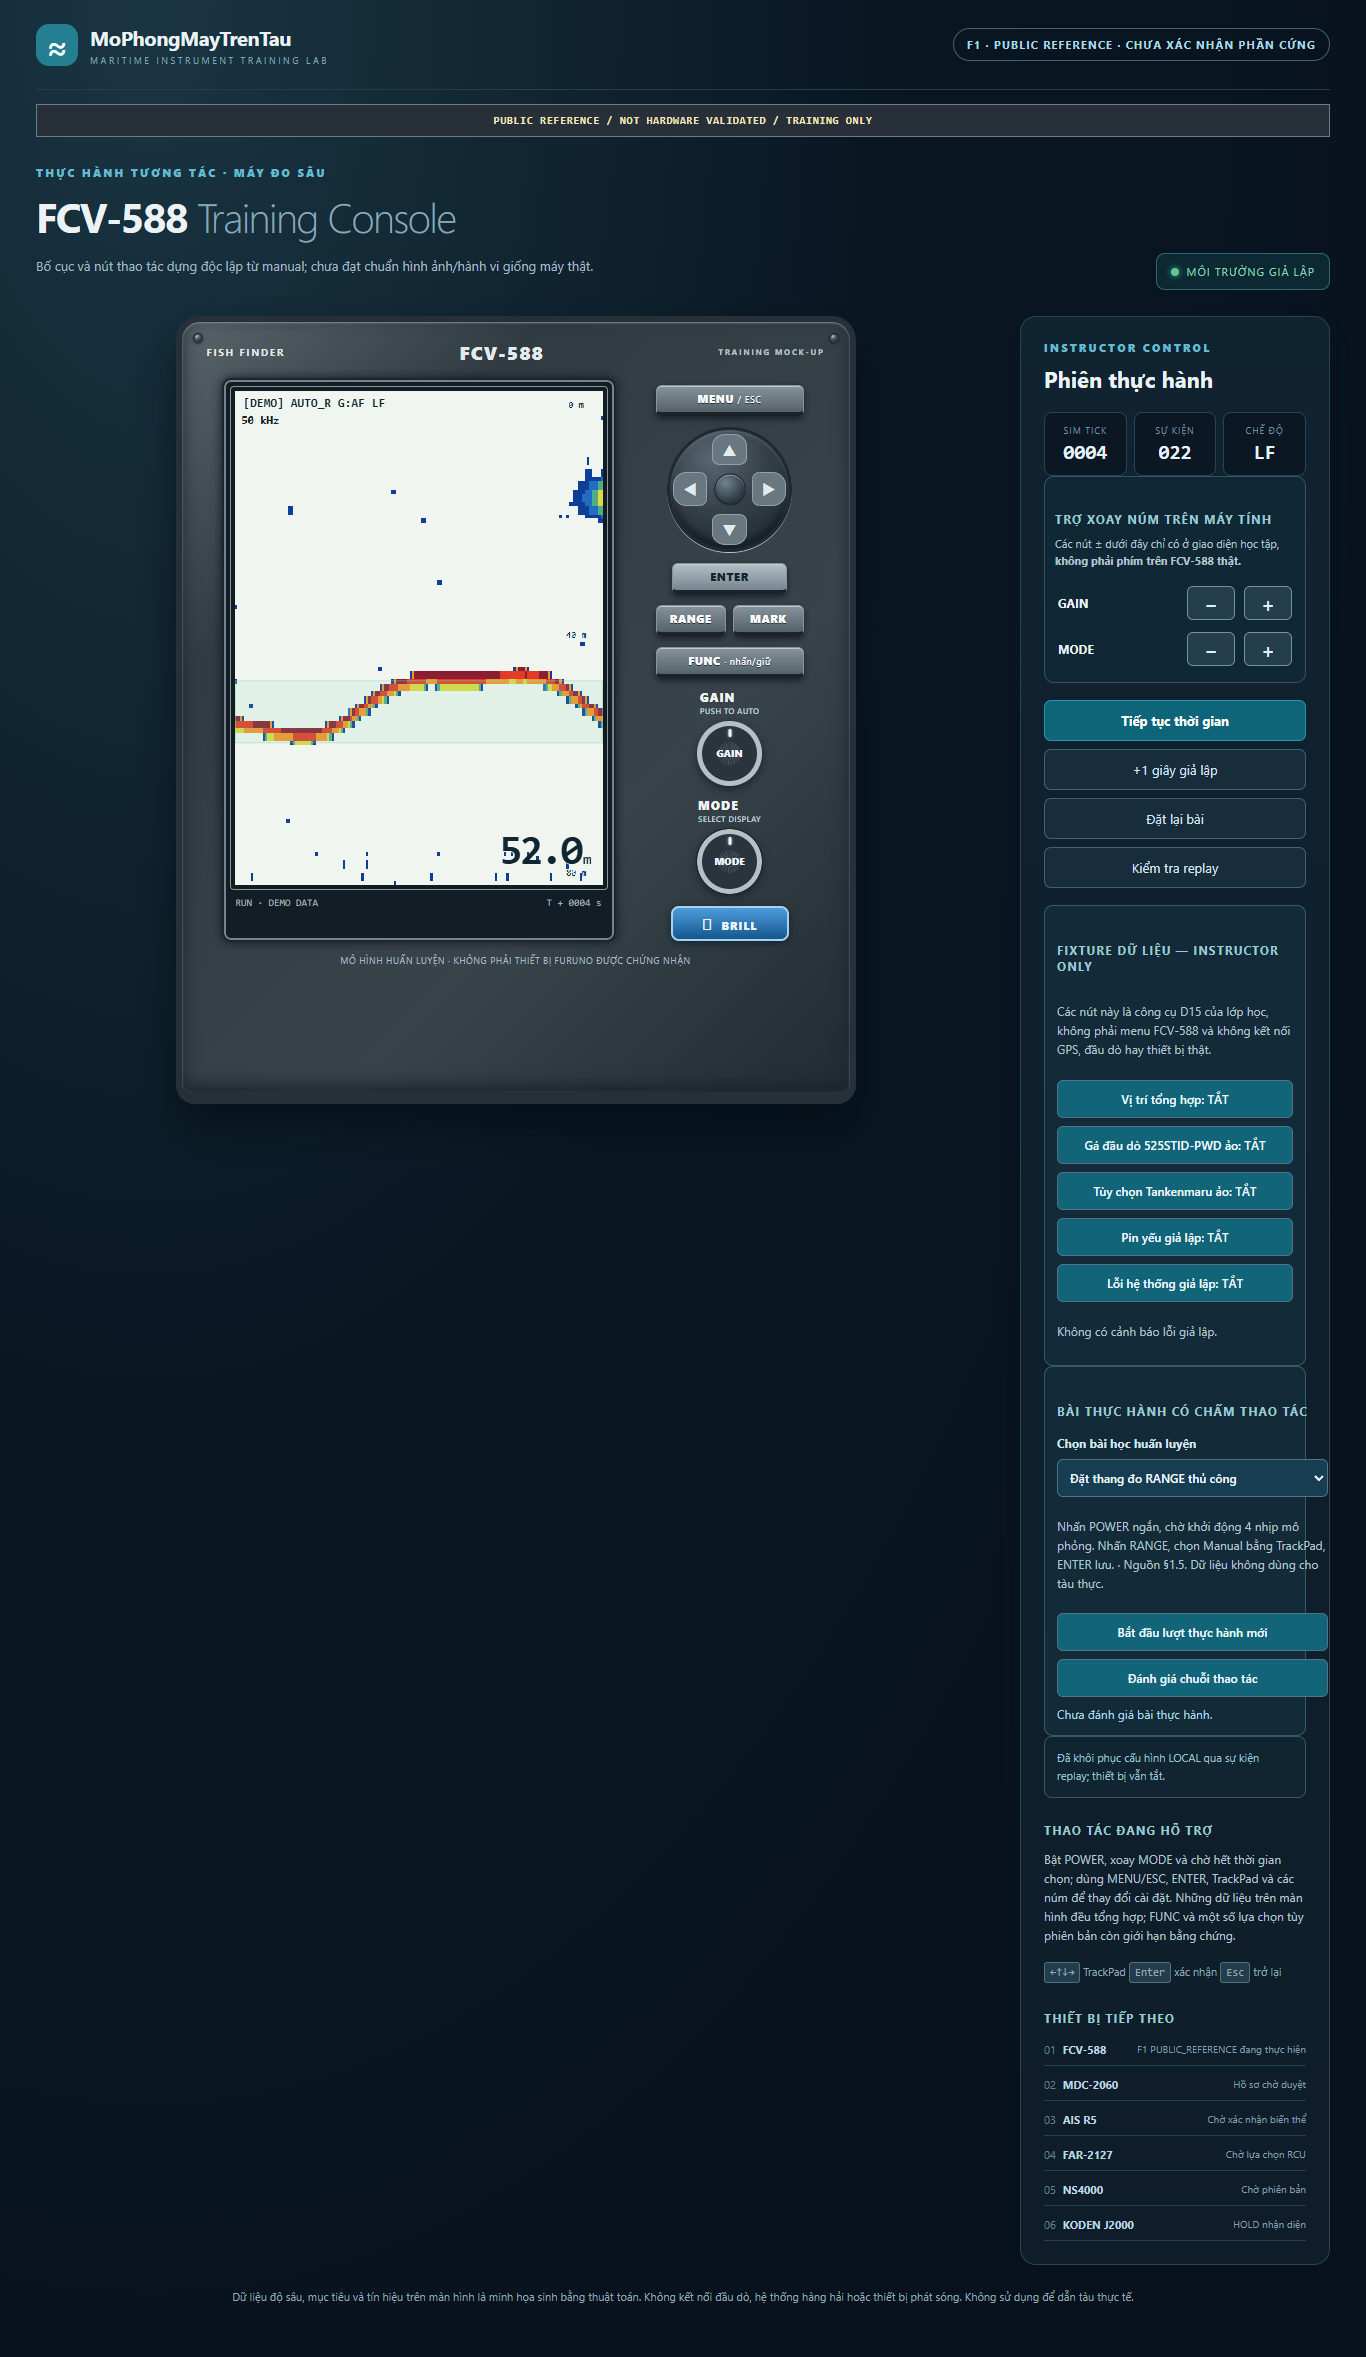 ≈
MoPhongMayTrenTau
MARITIME INSTRUMENT TRAINING LAB
F1 · PUBLIC REFERENCE · CHƯA XÁC NHẬN PHẦN CỨNG
PUBLIC REFERENCE / NOT HARDWARE VALIDATED / TRAINING ONLY
THỰC HÀNH TƯƠNG TÁC · MÁY ĐO SÂU
FCV-588 Training Console
Bố cục và nút thao tác dựng độc lập từ manual; chưa đạt chuẩn hình ảnh/hành vi giống máy thật.
MÔI TRƯỜNG GIẢ LẬP
FISH FINDER
FCV-588
TRAINING MOCK-UP
[DEMO] AUTO_R G:AF LF
50 kHz
0 m
40 m
52.0m
80 m
RUN · DEMO DATA
T + 0004 s
MENU / ESC
▲
◀
▶
▼
ENTER
RANGE
MARK
FUNC · nhấn/giữ
GAIN
PUSH TO AUTO
GAIN
MODE
SELECT DISPLAY
MODE
BRILL
MÔ HÌNH HUẤN LUYỆN · KHÔNG PHẢI THIẾT BỊ FURUNO ĐƯỢC CHỨNG NHẬN
INSTRUCTOR CONTROL
Phiên thực hành
SIM TICK
0004
SỰ KIỆN
022
CHẾ ĐỘ
LF
TRỢ XOAY NÚM TRÊN MÁY TÍNH
Các nút ± dưới đây chỉ có ở giao diện học tập,
không phải phím trên FCV-588 thật.
GAIN
−
+
MODE
−
+
Tiếp tục thời gian
+1 giây giả lập
Đặt lại bài
Kiểm tra replay
FIXTURE DỮ LIỆU — INSTRUCTOR
ONLY
Các nút này là công cụ D15 của lớp học,
không phải menu FCV-588 và không kết nối
GPS, đầu dò hay thiết bị thật.
Vị trí tổng hợp: TẮT
Gá đầu dò 525STID-PWD ảo: TẮT
Tùy chọn Tankenmaru ảo: TẮT
Pin yếu giả lập: TẮT
Lỗi hệ thống giả lập: TẮT
Không có cảnh báo lỗi giả lập.
BÀI THỰC HÀNH CÓ CHẤM THAO TÁC
Chọn bài học huấn luyện
Đặt thang đo RANGE thủ công
Nhấn POWER ngắn, chờ khởi động 4 nhịp mô
phỏng. Nhấn RANGE, chọn Manual bằng TrackPad,
ENTER lưu. · Nguồn §1.5. Dữ liệu không dùng cho
tàu thực.
Bắt đầu lượt thực hành mới
Đánh giá chuỗi thao tác
Chưa đánh giá bài thực hành.
Đã khôi phục cấu hình LOCAL qua sự kiện
replay; thiết bị vẫn tắt.
THAO TÁC ĐANG HỖ TRỢ
Bật POWER, xoay MODE và chờ hết thời gian
chọn; dùng MENU/ESC, ENTER, TrackPad và các
núm để thay đổi cài đặt. Những dữ liệu trên màn
hình đều tổng hợp; FUNC và một số lựa chọn tùy
phiên bản còn giới hạn bằng chứng.
←↑↓→ TrackPad Enter xác nhận Esc trở lại
THIẾT BỊ TIẾP THEO
01 FCV-588 F1 PUBLIC_REFERENCE đang thực hiện
02 MDC-2060 Hồ sơ chờ duyệt
03 AIS R5 Chờ xác nhận biến thể
04 FAR-2127 Chờ lựa chọn RCU
05 NS4000 Chờ phiên bản
06 KODEN J2000 HOLD nhận diện
Dữ liệu độ sâu, mục tiêu và tín hiệu trên màn hình là minh họa sinh bằng thuật toán. Không kết nối đầu dò, hệ thống hàng hải hoặc thiết bị phát sóng. Không sử dụng để dẫn tàu thực tế.